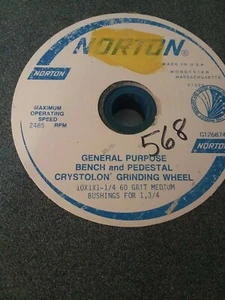 NORTON®
MADE IN U.S.A.
WORCESTER
MASSACHUSETTS
NORTON
MAXIMUM
OPERATING
SPEED
2485 RPM
568
GENERAL PURPOSE
BENCH and PEDESTAL
CRYSTOLON® GRINDING WHEEL
10X1X1-1/4 60 GRIT MEDIUM
BUSHINGS FOR 1,3/4
NORTON